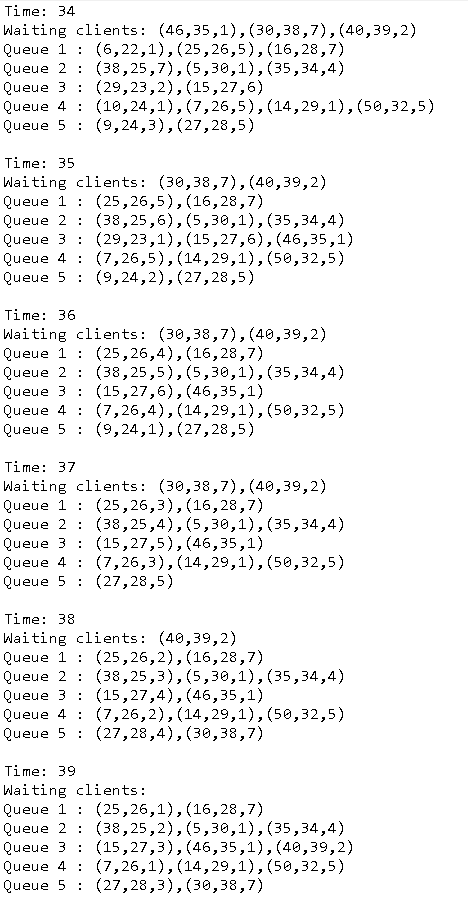 Time: 34
Waiting clients: (46,35,1),(30,38,7),(40,39,2)
Queue 1 : (6,22,1),(25,26,5),(16,28,7)
Queue 2 : (38,25,7),(5,30,1),(35,34,4)
Queue 3 : (29,23,2),(15,27,6)
Queue 4 : (10,24,1),(7,26,5),(14,29,1),(50,32,5)
Queue 5 : (9,24,3),(27,28,5)
Time: 35
Waiting clients: (30,38,7),(40,39,2)
Queue 1 : (25,26,5),(16,28,7)
Queue 2 : (38,25,6),(5,30,1),(35,34,4)
Queue 3 : (29,23,1),(15,27,6),(46,35,1)
Queue 4 : (7,26,5),(14,29,1),(50,32,5)
Queue 5 : (9,24,2),(27,28,5)
Time: 36
Waiting clients: (30,38,7),(40,39,2)
Queue 1 : (25,26,4),(16,28,7)
Queue 2 : (38,25,5),(5,30,1),(35,34,4)
Queue 3 : (15,27,6),(46,35,1)
Queue 4 : (7,26,4),(14,29,1),(50,32,5)
Queue 5 : (9,24,1),(27,28,5)
Time: 37
Waiting clients: (30,38,7),(40,39,2)
Queue 1 : (25,26,3),(16,28,7)
Queue 2 : (38,25,4),(5,30,1),(35,34,4)
Queue 3 : (15,27,5),(46,35,1)
Queue 4 : (7,26,3),(14,29,1),(50,32,5)
Queue 5 : (27,28,5)
Time: 38
Waiting clients: (40,39,2)
Queue 1 : (25,26,2),(16,28,7)
Queue 2 : (38,25,3),(5,30,1),(35,34,4)
Queue 3 : (15,27,4),(46,35,1)
Queue 4 : (7,26,2),(14,29,1),(50,32,5)
Queue 5 : (27,28,4),(30,38,7)
Time: 39
Waiting clients:
Queue 1 : (25,26,1),(16,28,7)
Queue 2 : (38,25,2),(5,30,1),(35,34,4)
Queue 3 : (15,27,3),(46,35,1),(40,39,2)
Queue 4 : (7,26,1),(14,29,1),(50,32,5)
Queue 5 : (27,28,3),(30,38,7)